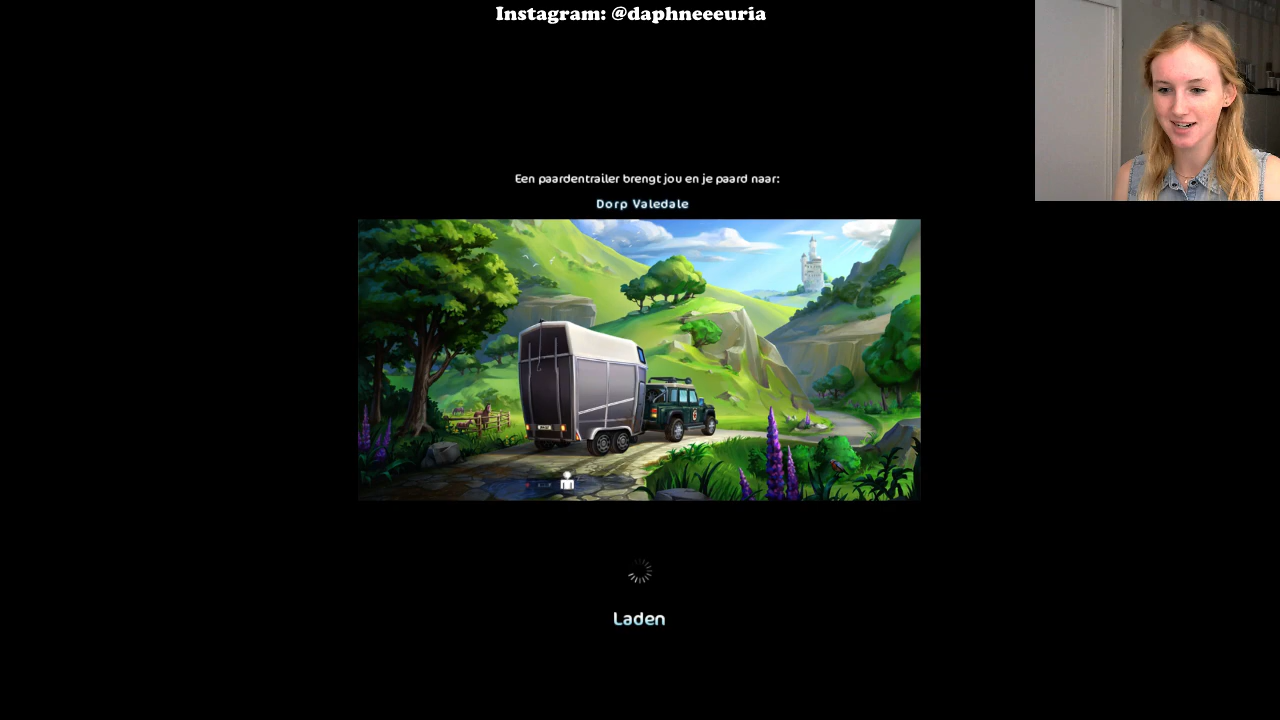 Instagram: @daphneeeuria
Een paardentrailer brengt jou en je paard naar:
Dorp Valedale
Laden